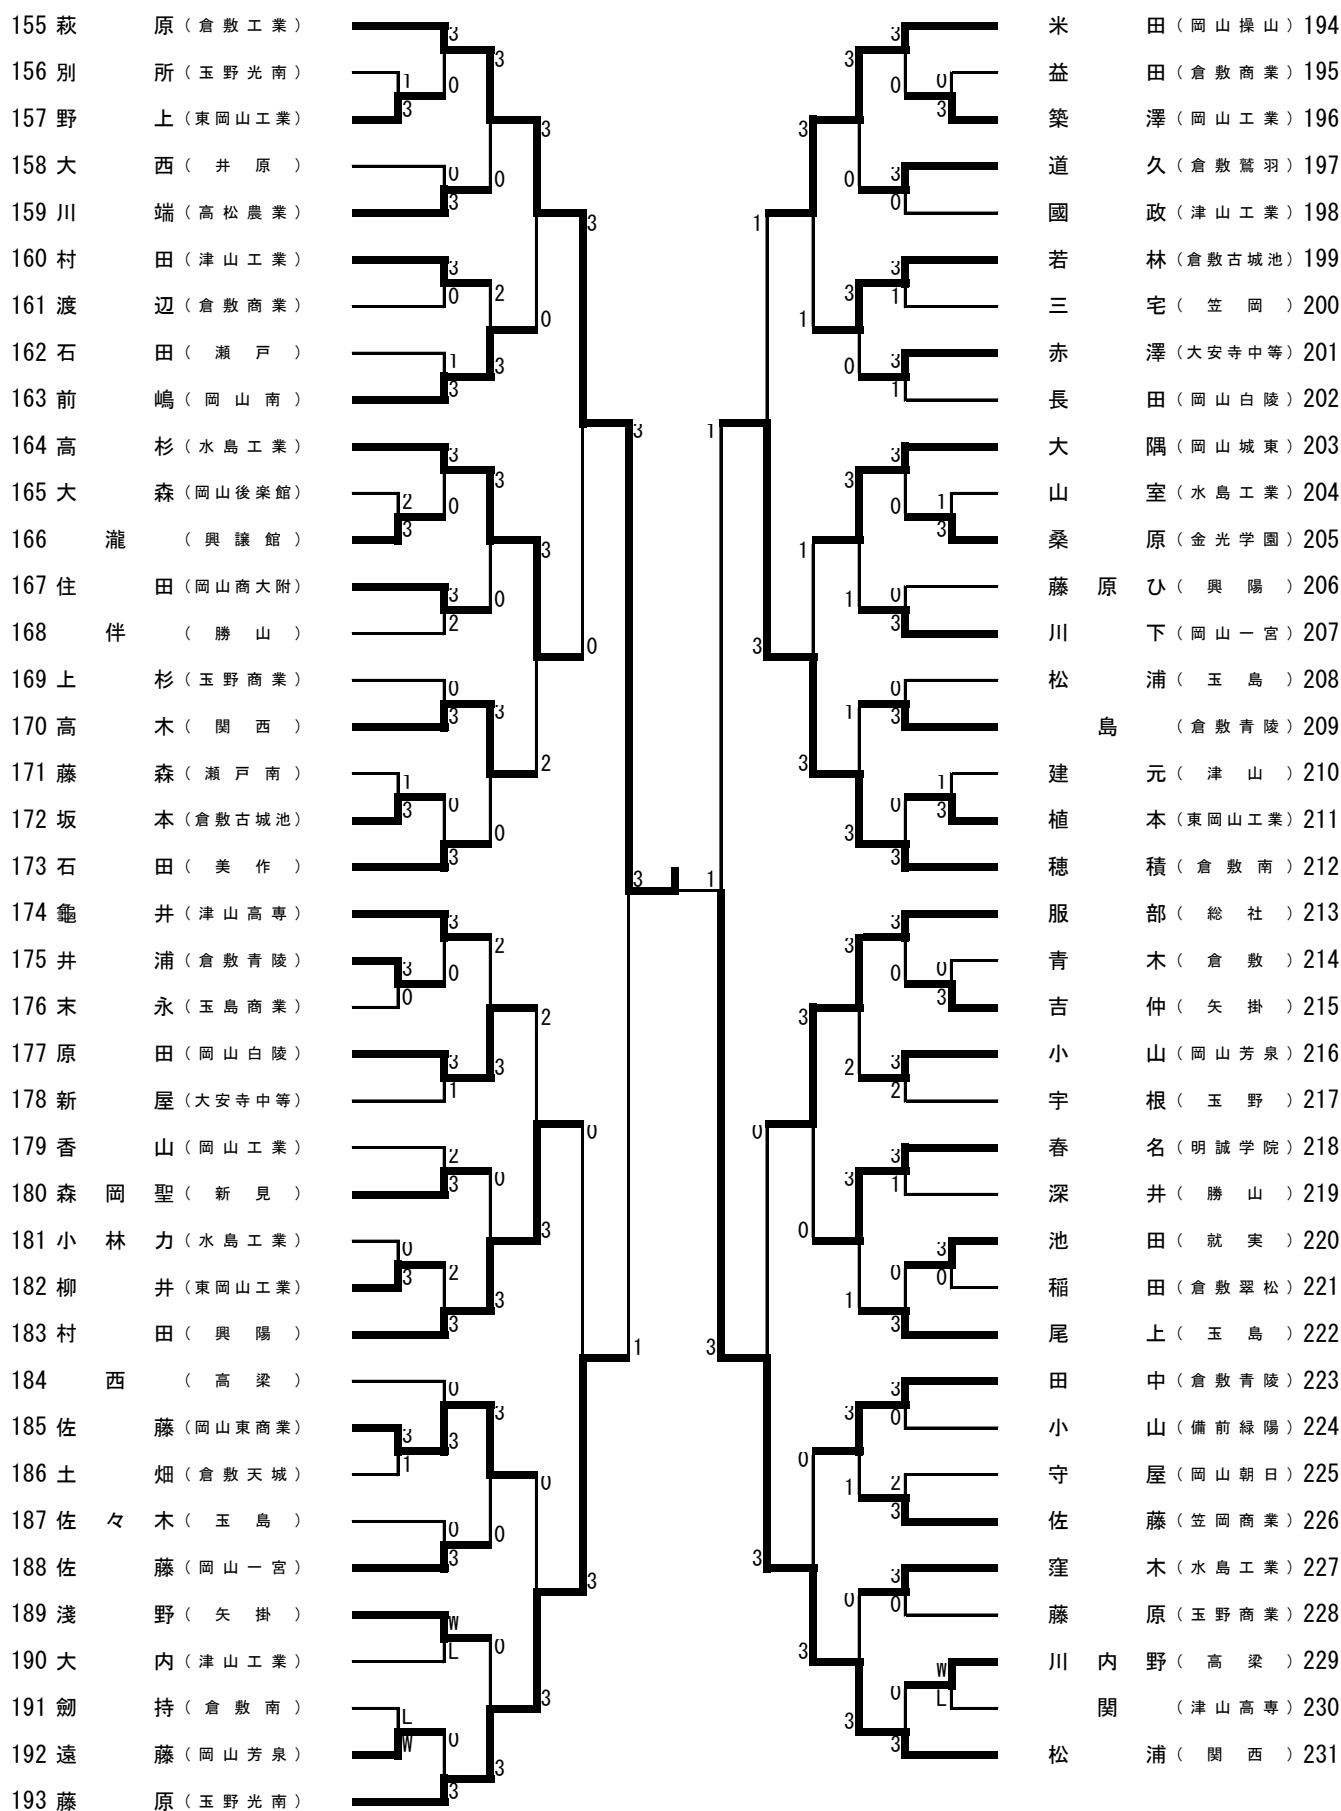 155 萩 原 (倉敷工業)
156 別 所 (玉野光南)
157 野 上 (東岡山工業)
158 大 西 (井原)
159 川 端 (高松農業)
160 村 田 (津山工業)
161 渡 辺 (倉敷商業)
162 石 田 (瀬戸)
163 前 嶋 (岡山南)
164 高 杉 (水島工業)
165 大 森 (岡山後楽館)
166 瀧 (興譲館)
167 住 田 (岡山商大附)
168 伴 (勝山)
169 上 杉 (玉野商業)
170 高 木 (関西)
171 藤 森 (瀬戸南)
172 坂 本 (倉敷古城池)
173 石 田 (美作)
174 龜 井 (津山高専)
175 井 浦 (倉敷青陵)
176 末 永 (玉島商業)
177 原 田 (岡山白陵)
178 新 屋 (大安寺中等)
179 香 山 (岡山工業)
180 森 岡 聖 (新見)
181 小 林 力 (水島工業)
182 柳 井 (東岡山工業)
183 村 田 (興陽)
184 西 (高梁)
185 佐 藤 (岡山東商業)
186 土 畑 (倉敷天城)
187 佐 々 木 (玉島)
188 佐 藤 (岡山一宮)
189 淺 野 (矢掛)
190 大 内 (津山工業)
191 劒 持 (倉敷南)
192 遠 藤 (岡山芳泉)
193 藤 原 (玉野光南)
米 田 (岡山操山) 194
益 田 (倉敷商業) 195
築 澤 (岡山工業) 196
道 久 (倉敷鷲羽) 197
國 政 (津山工業) 198
若 林 (倉敷古城池) 199
三 宅 (笠岡) 200
赤 澤 (大安寺中等) 201
長 田 (岡山白陵) 202
大 隅 (岡山城東) 203
山 室 (水島工業) 204
桑 原 (金光学園) 205
藤 原 ひ (興陽) 206
川 下 (岡山一宮) 207
松 浦 (玉島) 208
島 (倉敷青陵) 209
建 元 (津山) 210
植 本 (東岡山工業) 211
穂 積 (倉敷南) 212
服 部 (総社) 213
青 木 (倉敷) 214
吉 仲 (矢掛) 215
小 山 (岡山芳泉) 216
宇 根 (玉野) 217
春 名 (明誠学院) 218
深 井 (勝山) 219
池 田 (就実) 220
稲 田 (倉敷翠松) 221
尾 上 (玉島) 222
田 中 (倉敷青陵) 223
小 山 (備前緑陽) 224
守 屋 (岡山朝日) 225
佐 藤 (笠岡商業) 226
窪 木 (水島工業) 227
藤 原 (玉野商業) 228
川 内 野 (高梁) 229
関 (津山高専) 230
松 浦 (関西) 231